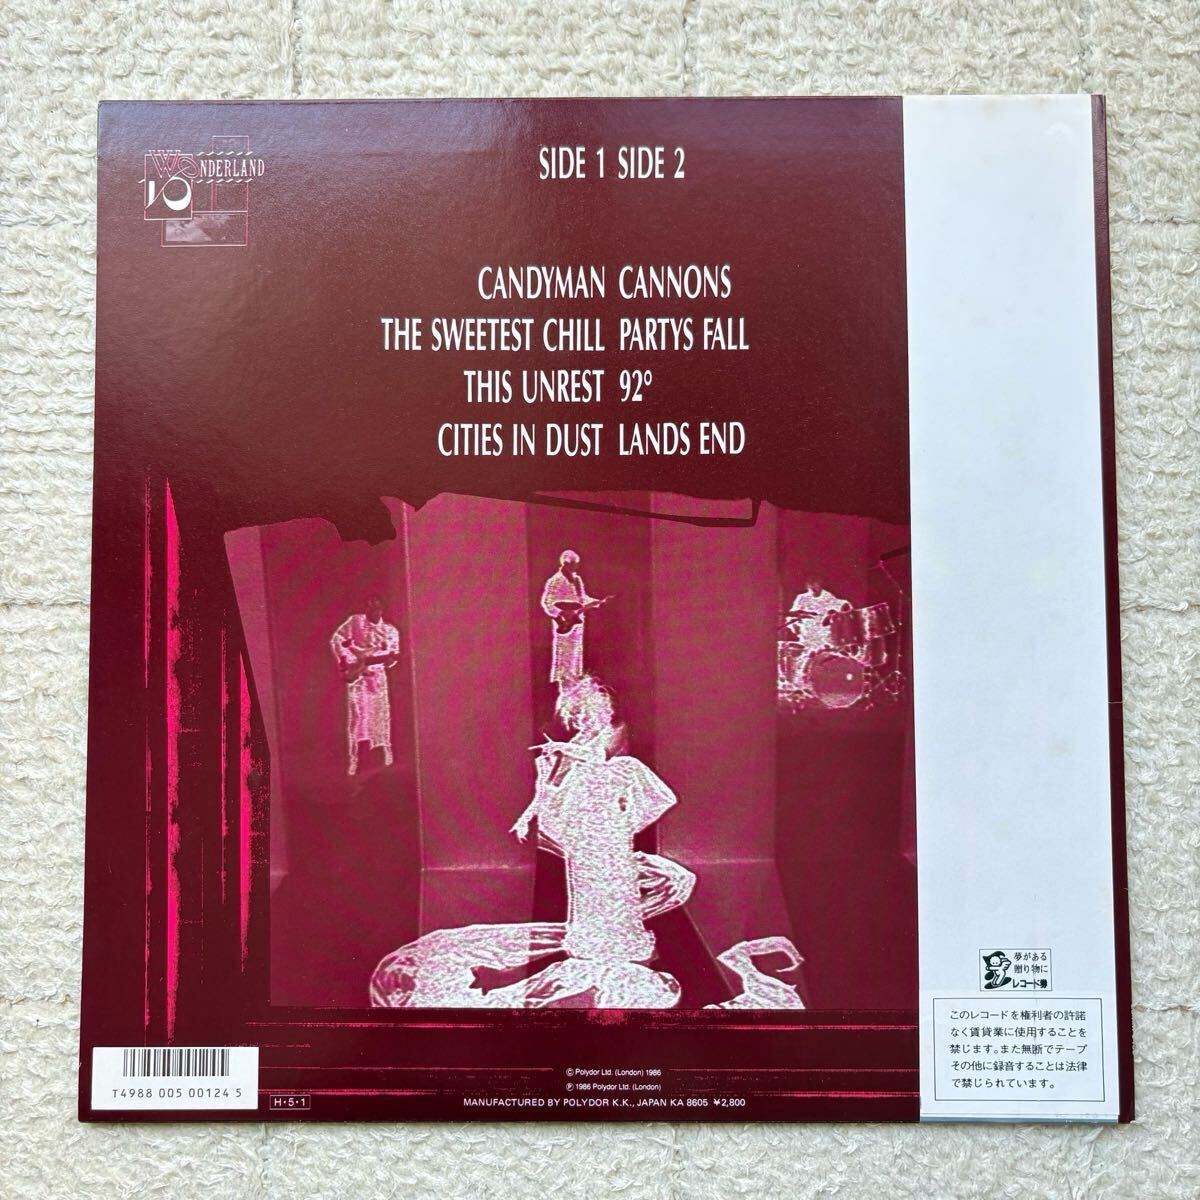 WONDERLAND
SIDE 1 SIDE 2
CANDYMAN CANNONS
THE SWEETEST CHILL PARTYS FALL
THIS UNREST 92º
CITIES IN DUST LANDS END
夢がある
贈り物に
レコード券
このレコードを権利者の許諾
なく賃貸業に使用することを
禁じます。また無断でテープ
その他に録音することは法律
で禁じられています。
© Polydor Ltd. (London) 1986
℗ 1986 Polydor Ltd. (London)
MANUFACTURED BY POLYDOR K.K., JAPAN KA 8605 ¥2,800
T4988 005 00124 5
H・5・1